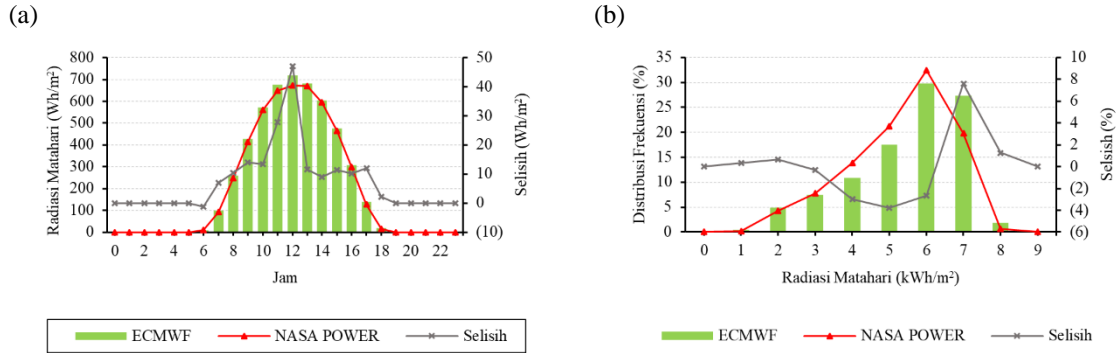 (a)
Radiasi Matahari (Wh/m²)
800
700
600
500
400
300
200
100
0
50
40
30
20
10
0
(10)
Selisih (Wh/m²)
0 2 4 6 8 10 12 14 16 18 20 22
Jam
ECMWF NASA POWER Selisih
(b)
Distribusi Frekuensi (%)
35
30
25
20
15
10
5
0
10
8
6
4
2
0
(2)
(4)
(6)
Selsish (%)
0 1 2 3 4 5 6 7 8 9
Radiasi Matahari (kWh/m²)
ECMWF NASA POWER Selisih